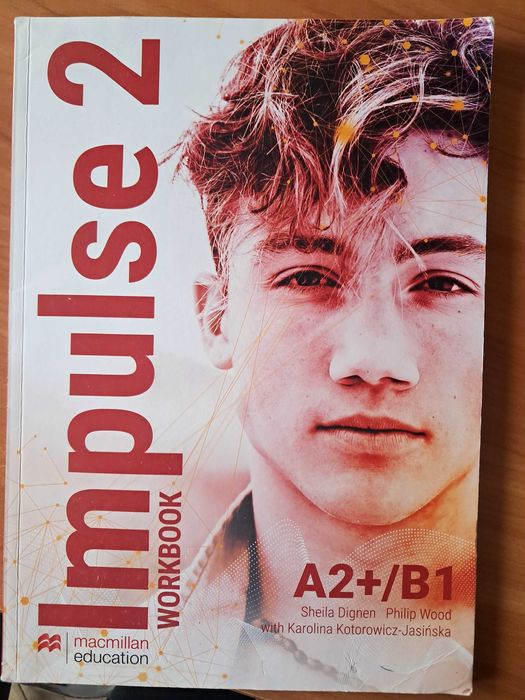 Impulse 2
WORKBOOK
A2+/B1
Sheila Dignen Philip Wood
with Karolina Kotorowicz-Jasińska
macmillan
education